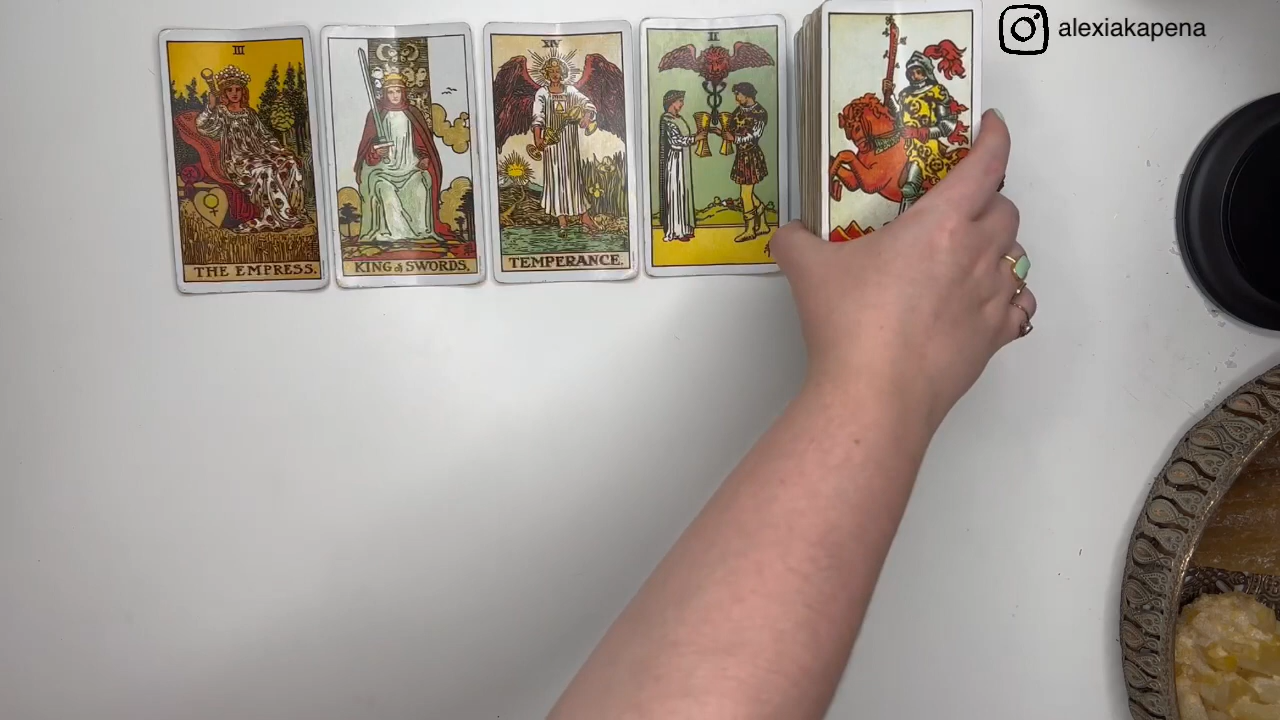 alexiakapena
III
XIV
II
THE EMPRESS.
KING of SWORDS.
TEMPERANCE.